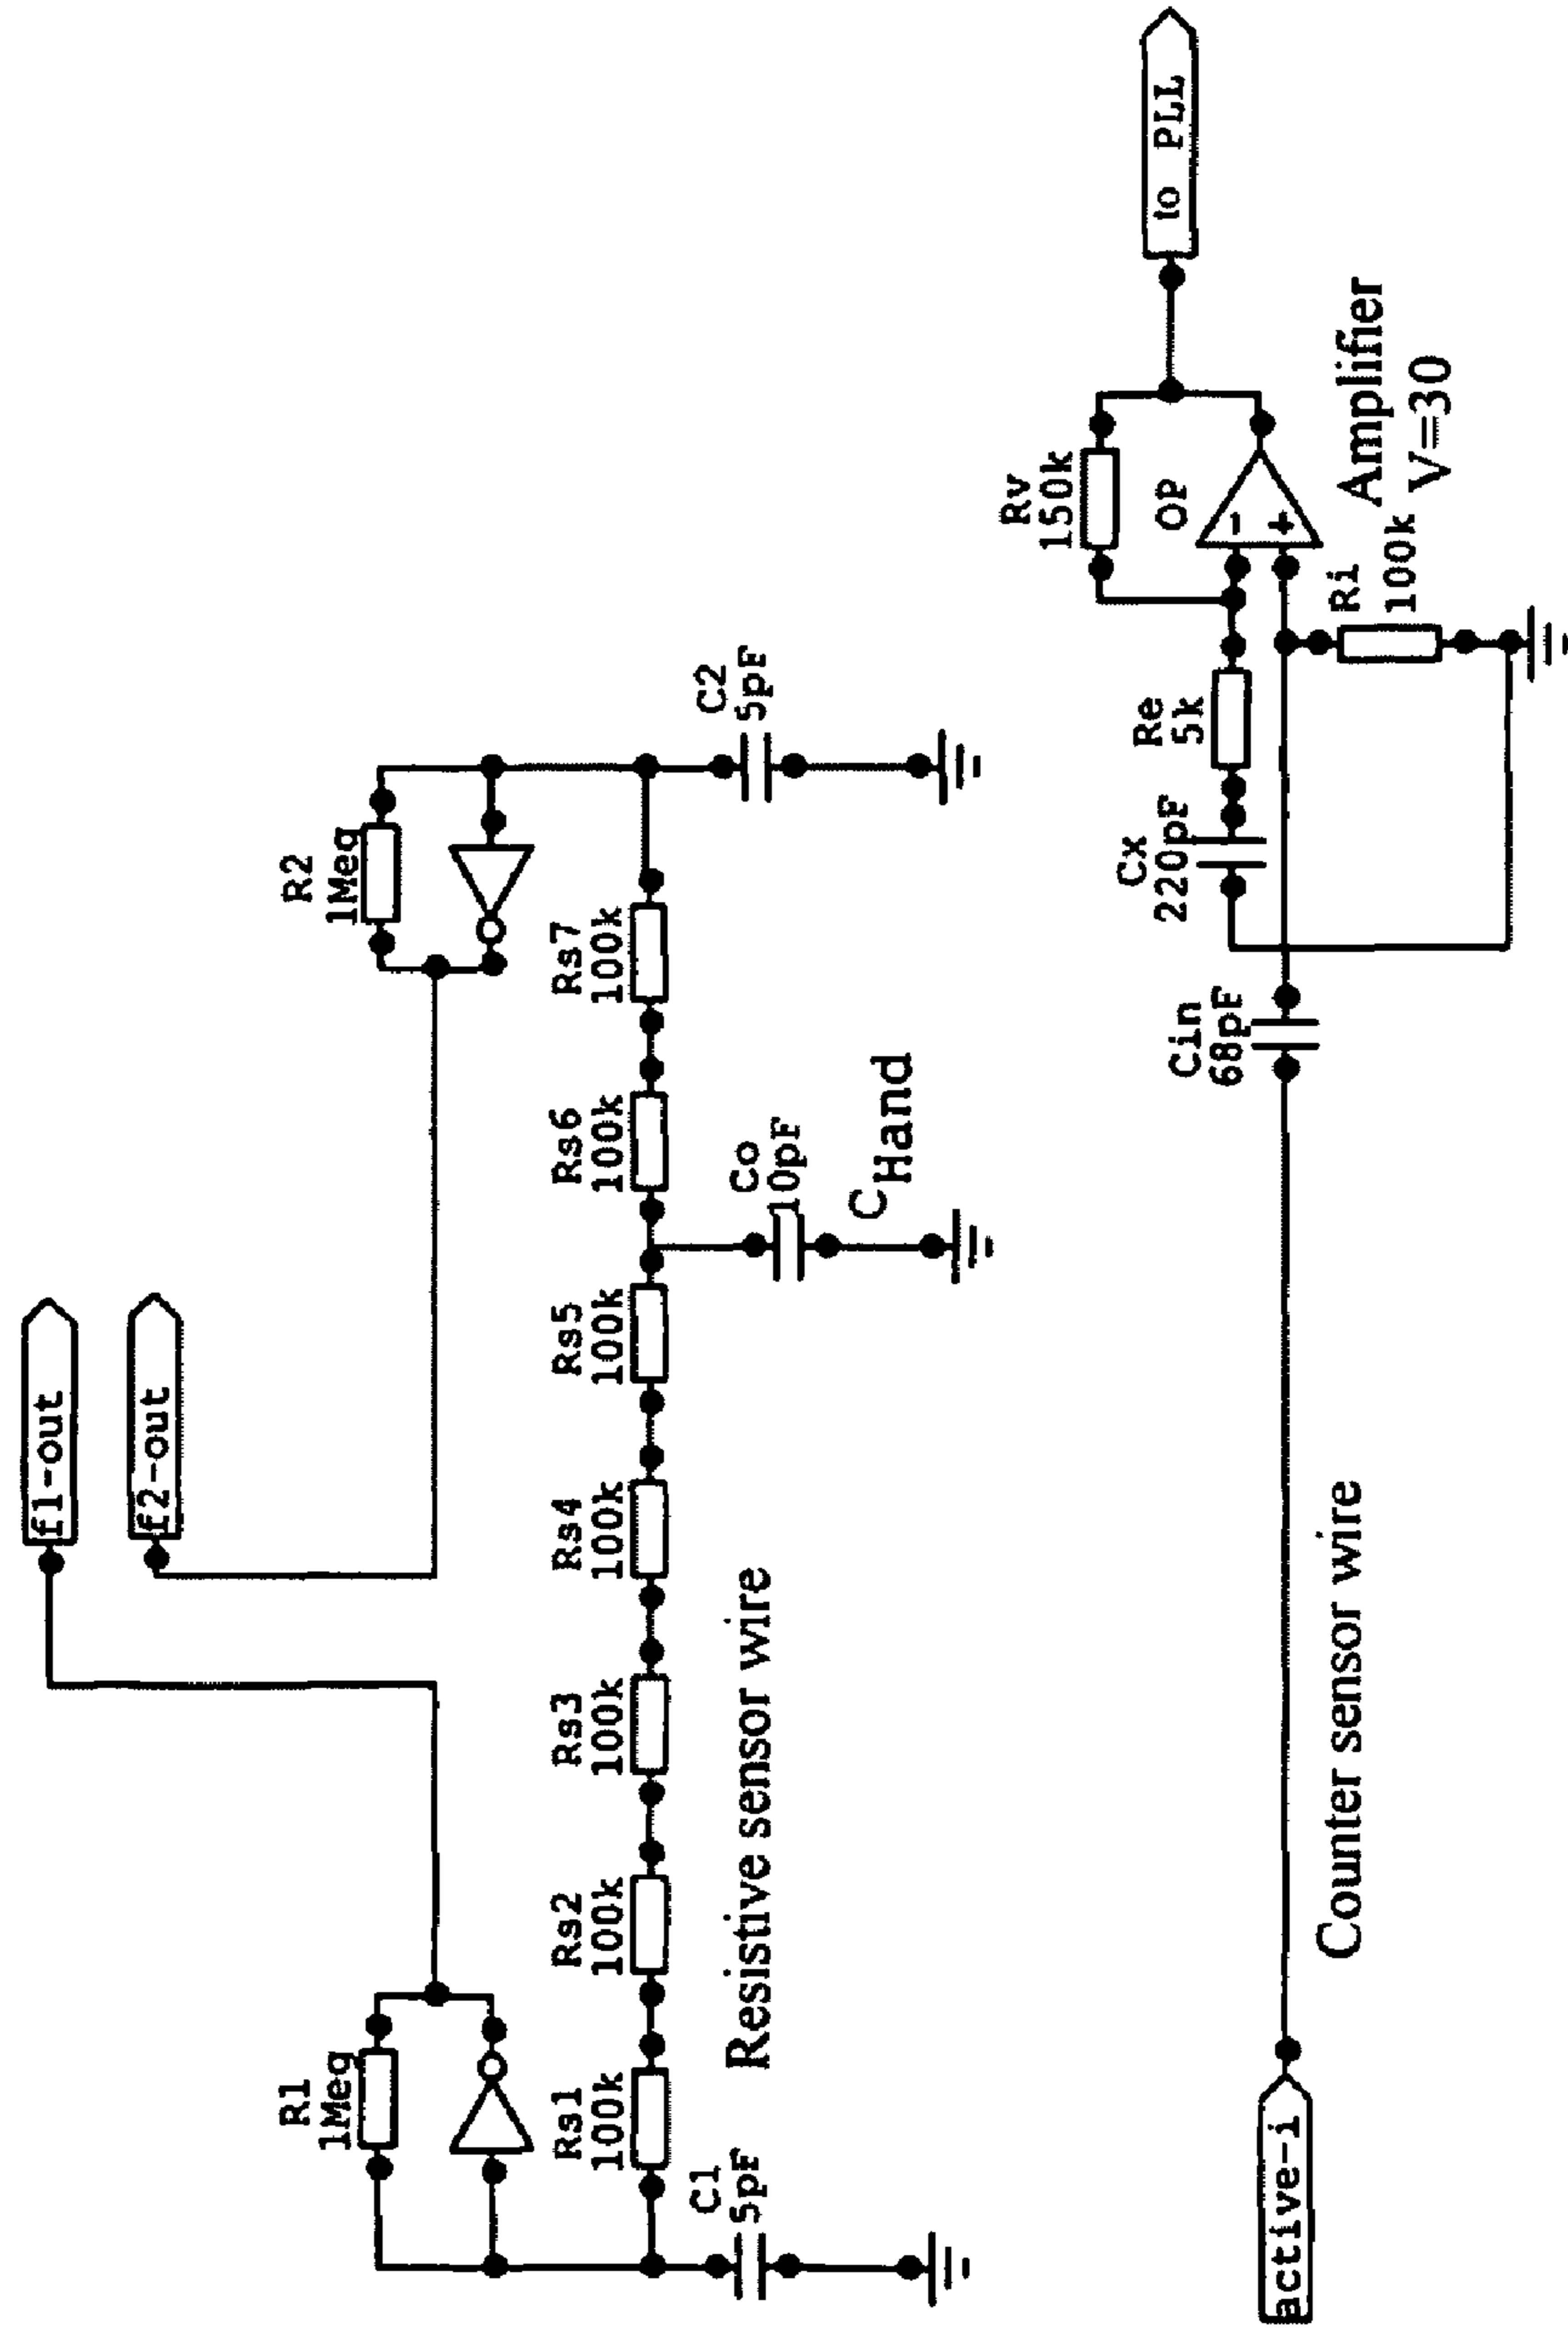 f1-out
f2-out
R1
1Meg
R2
1Meg
Rs1
100k
Rs2
100k
Rs3
100k
Rs4
100k
Rs5
100k
Rs6
100k
Rs7
100k
C1
5pF
Resistive sensor wire
Co
10pF
CHand
C2
5pF
active-i
Counter sensor wire
Cin
68pF
Cx
220pF
Re
5k
Rv
150k
OP
-
+
Ri
100k
Amplifier
V=30
to PLL